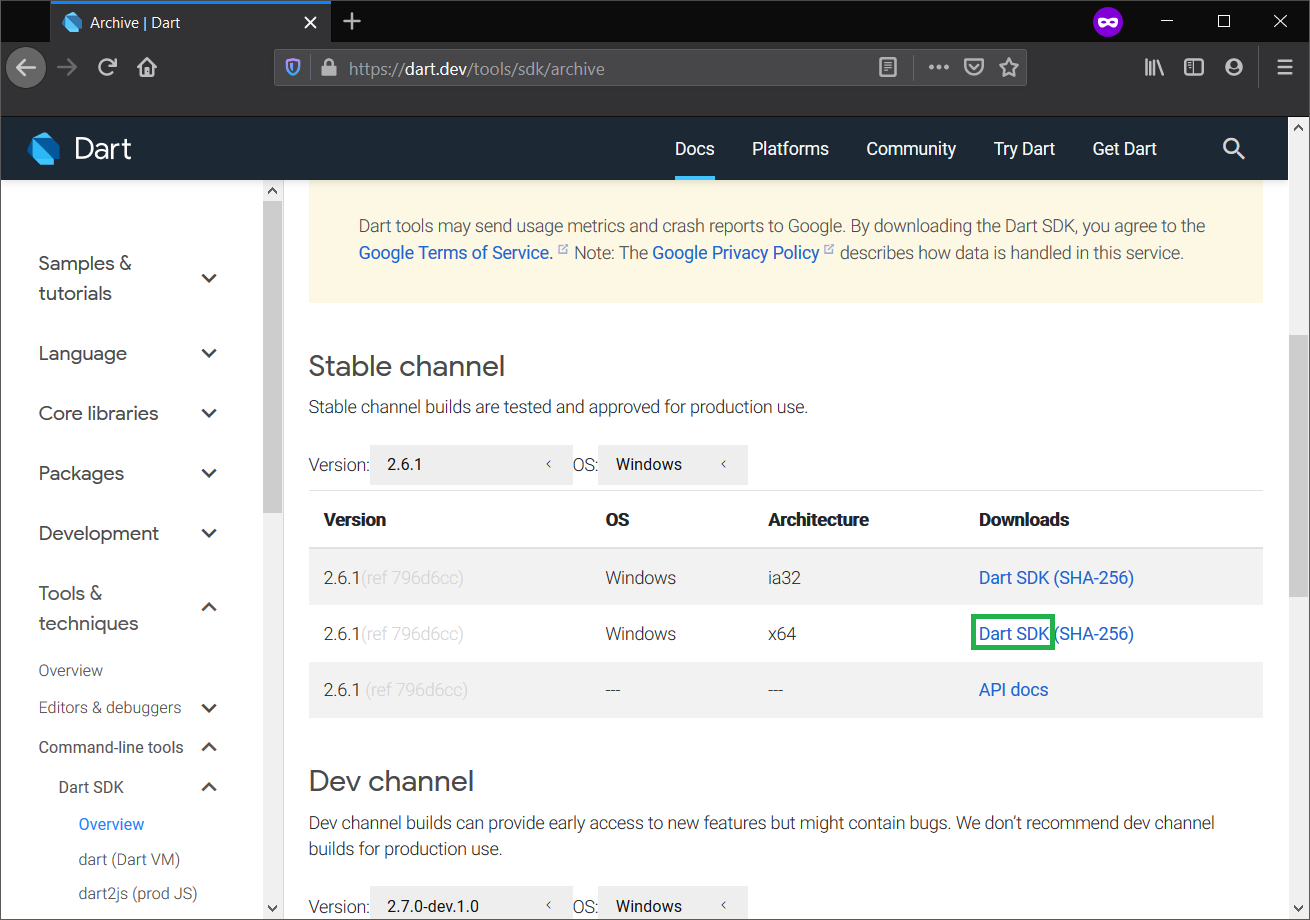 Archive | Dart
https://dart.dev/tools/sdk/archive
Dart
Docs Platforms Community Try Dart Get Dart
Samples &
tutorials
Language
Core libraries
Packages
Development
Tools &
techniques
Overview
Editors & debuggers
Command-line tools
Dart SDK
Overview
dart (Dart VM)
dart2js (prod JS)
Dart tools may send usage metrics and crash reports to Google. By downloading the Dart SDK, you agree to the
Google Terms of Service. Note: The Google Privacy Policy describes how data is handled in this service.
Stable channel
Stable channel builds are tested and approved for production use.
Version: 2.6.1 OS: Windows
Version OS Architecture Downloads
2.6.1(ref 796d6cc) Windows ia32 Dart SDK (SHA-256)
2.6.1(ref 796d6cc) Windows x64 Dart SDK (SHA-256)
2.6.1 (ref 796d6cc) --- --- API docs
Dev channel
Dev channel builds can provide early access to new features but might contain bugs. We don’t recommend dev channel
builds for production use.
Version: 2.7.0-dev.1.0 OS: Windows